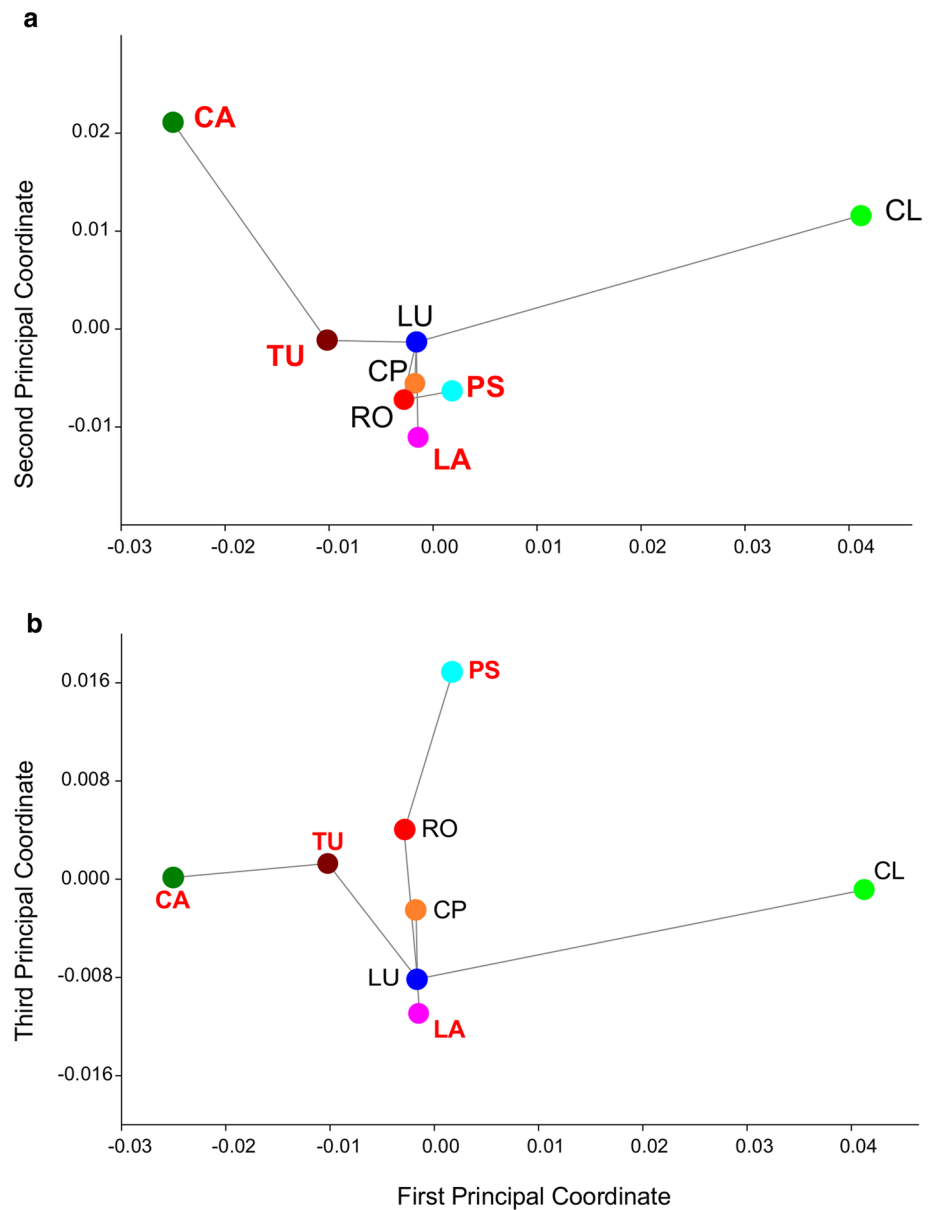 a
Second Principal Coordinate
0.02
0.01
0.00
-0.01
CA
CL
LU
TU
CP
PS
RO
LA
-0.03 -0.02 -0.01 0.00 0.01 0.02 0.03 0.04
b
Third Principal Coordinate
0.016
0.008
0.000
-0.008
-0.016
PS
RO
TU
CL
CA
CP
LU
LA
-0.03 -0.02 -0.01 0.00 0.01 0.02 0.03 0.04
First Principal Coordinate